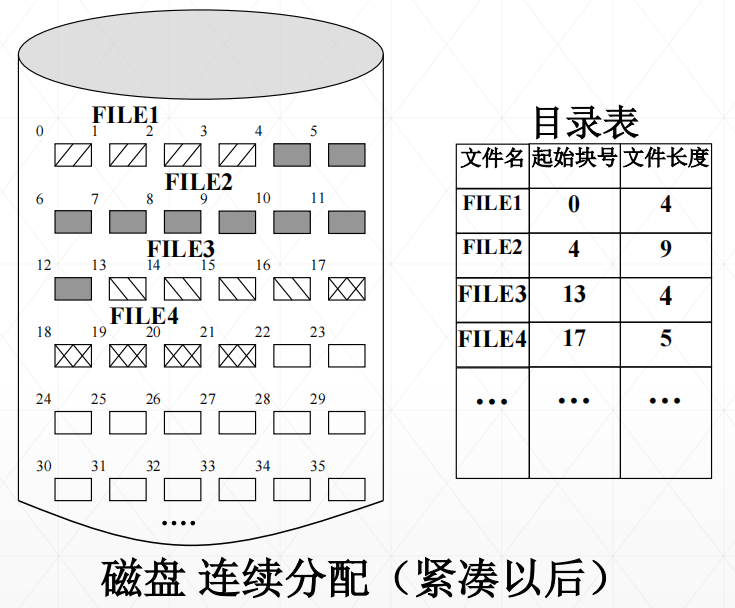 FILE1
0 1 2 3 4 5
FILE2
6 7 8 9 10 11
FILE3
12 13 14 15 16 17
FILE4
18 19 20 21 22 23
24 25 26 27 28 29
30 31 32 33 34 35
....
目录表
文件名 起始块号 文件长度
FILE1 0 4
FILE2 4 9
FILE3 13 4
FILE4 17 5
... ... ...
磁盘 连续分配（紧凑以后）